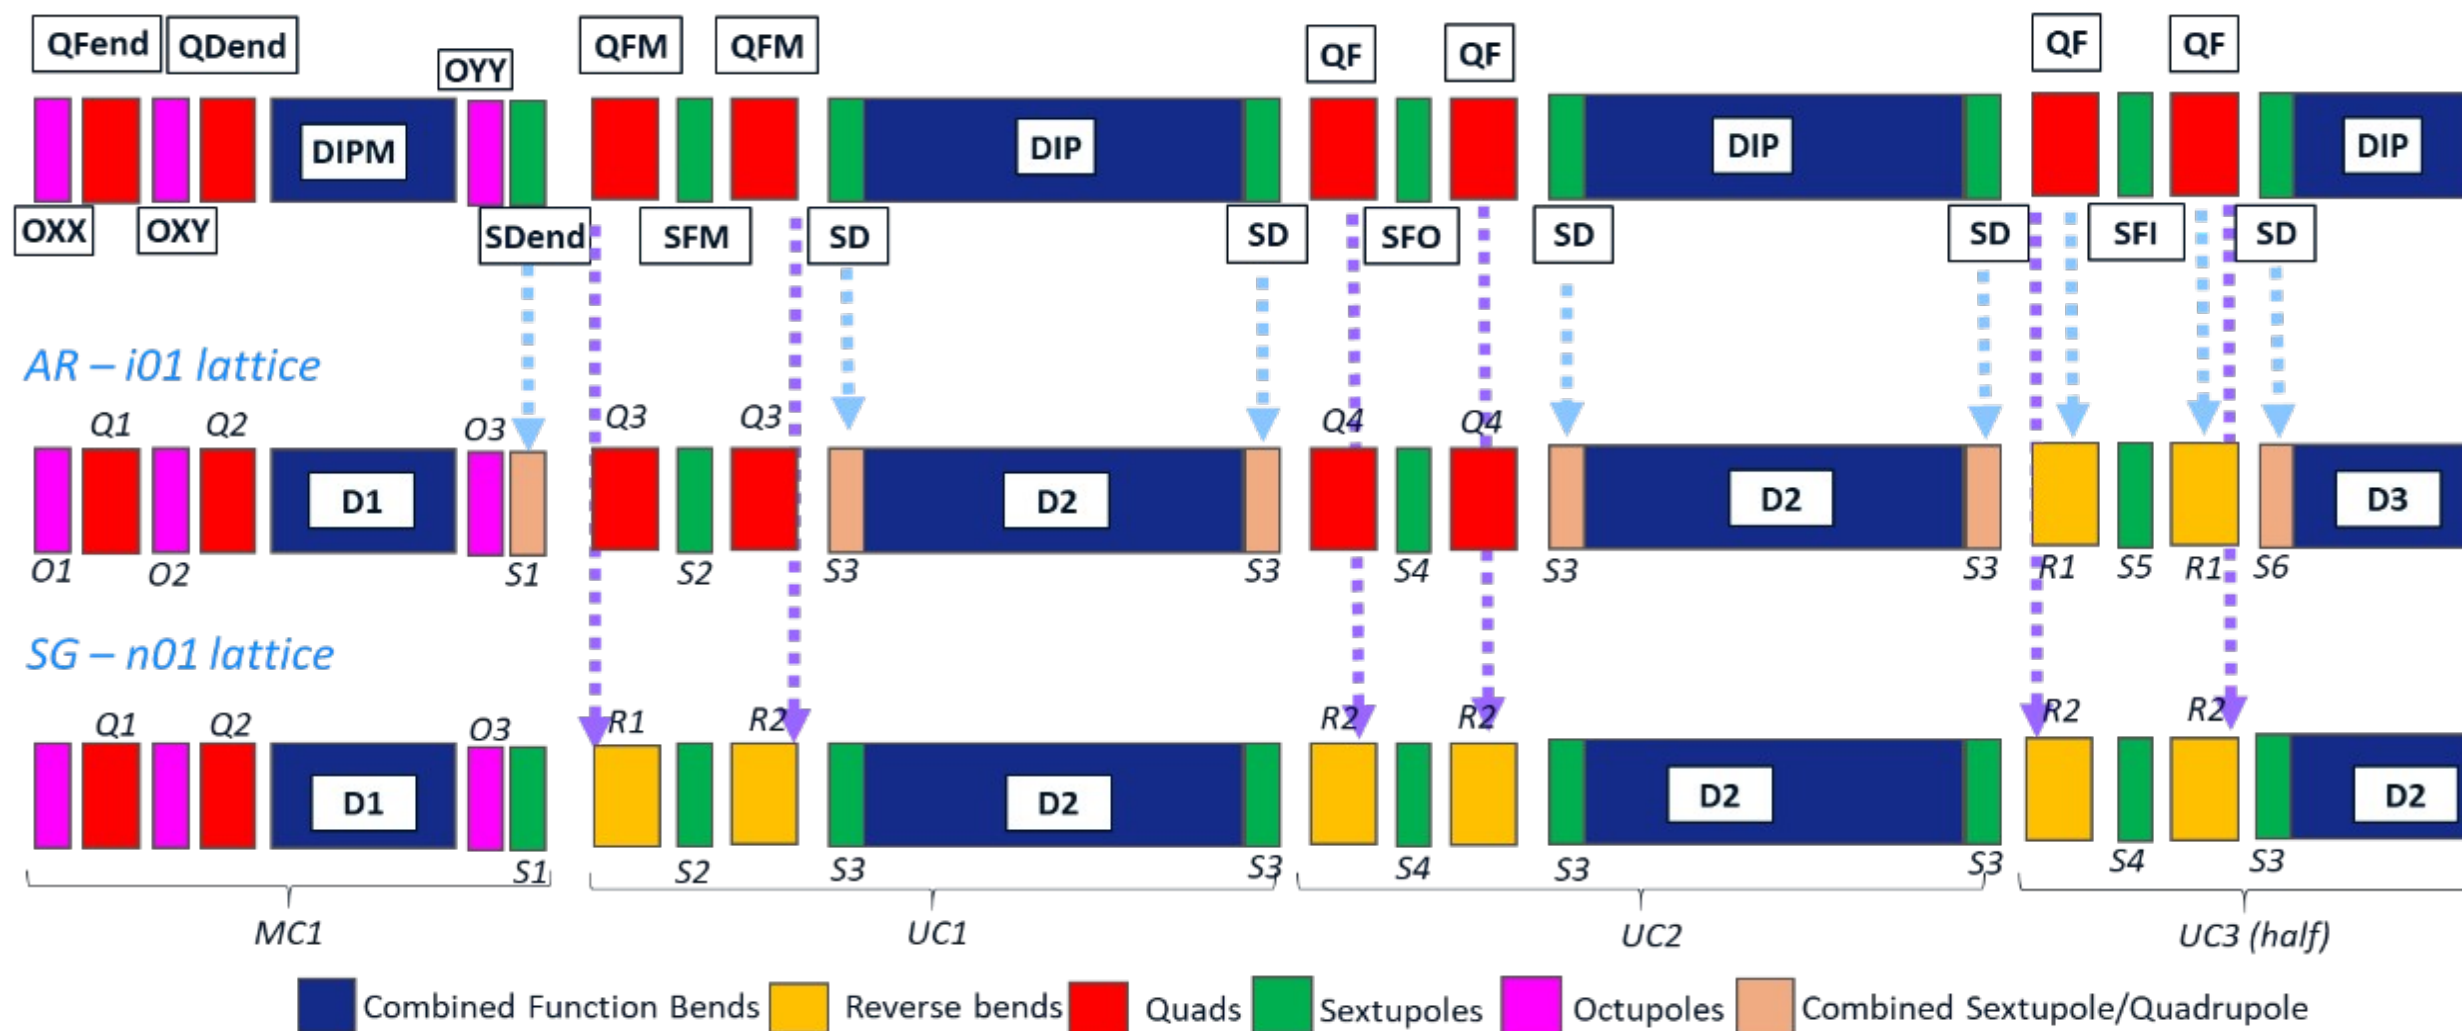 QFend QDend QFM QFM QF QF QF QF
OYY
DIPM DIP DIP DIP
OXX OXY SDend SFM SD SD SFO SD SD SFI SD
AR – i01 lattice
Q1 Q2 O3 Q3 Q3 Q4 Q4
D1 D2 D2 D3
O1 O2 S1 S2 S3 S3 S4 S3 S3 R1 S5 R1 S6
SG – n01 lattice
Q1 Q2 O3 R1 R2 R2 R2 R2 R2
D1 D2 D2 D2
S1 S2 S3 S3 S4 S3 S3 S4 S3
MC1 UC1 UC2 UC3 (half)
Combined Function Bends Reverse bends Quads Sextupoles Octupoles Combined Sextupole/Quadrupole